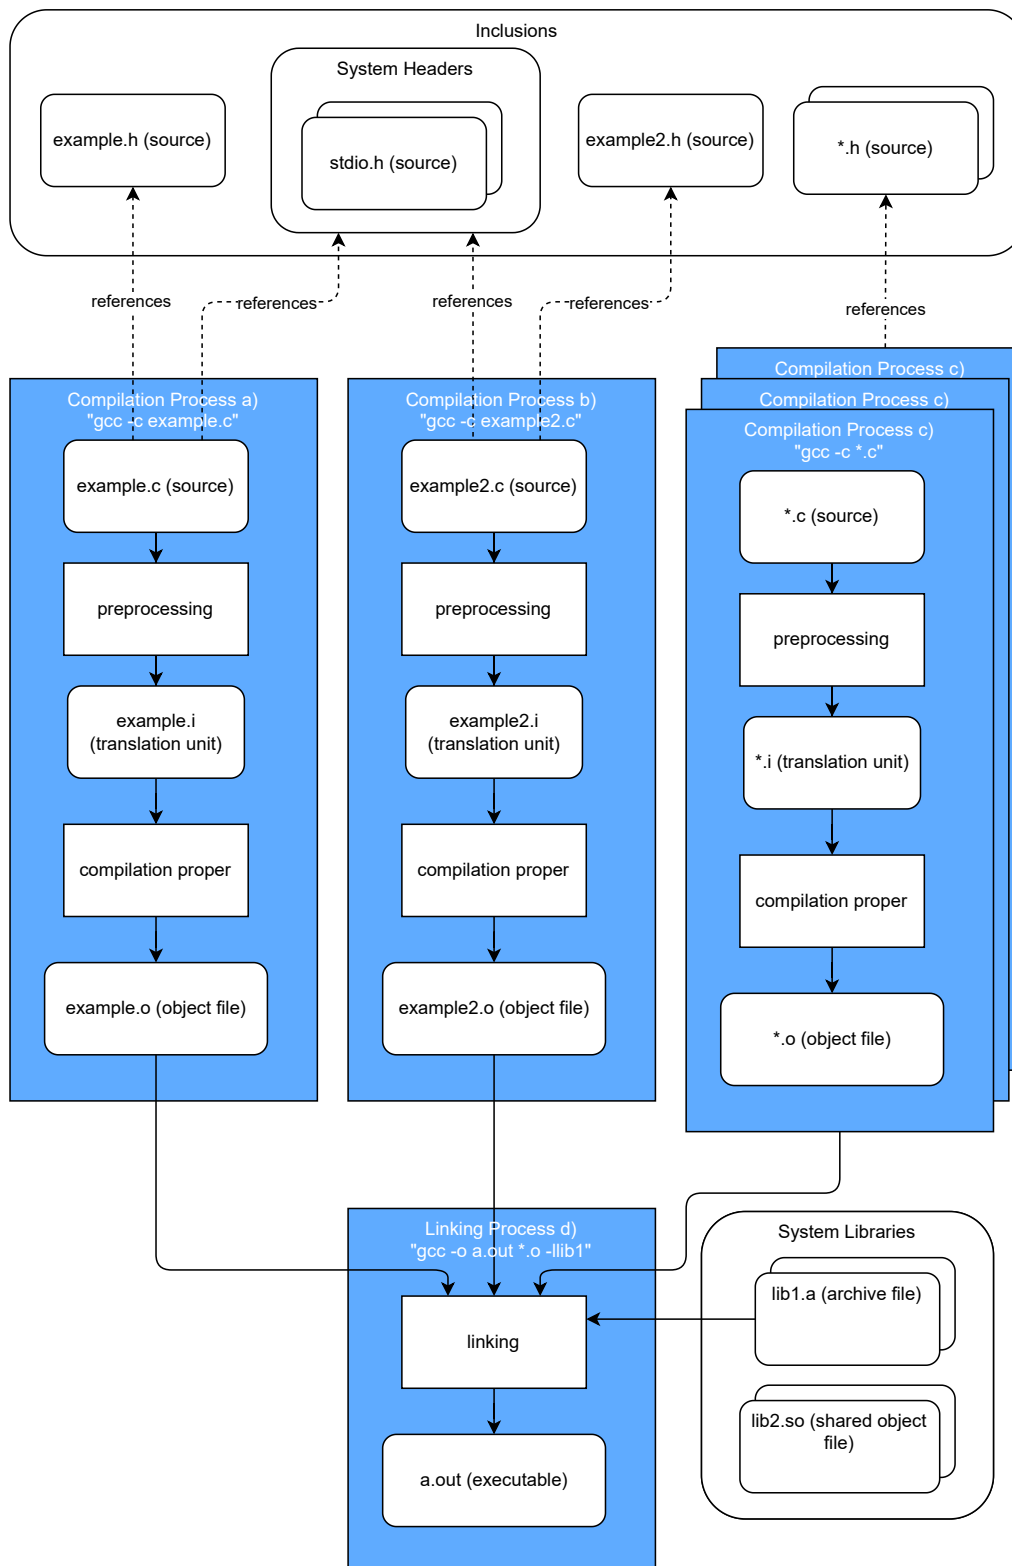 Inclusions
System Headers
example.h (source)
stdio.h (source)
example2.h (source)
*.h (source)
references
references
references
references
references
Compilation Process a)
"gcc -c example.c"
example.c (source)
preprocessing
example.i
(translation unit)
compilation proper
example.o (object file)
Compilation Process b)
"gcc -c example2.c"
example2.c (source)
preprocessing
example2.i
(translation unit)
compilation proper
example2.o (object file)
Compilation Process c)
Compilation Process c)
Compilation Process c)
"gcc -c *.c"
*.c (source)
preprocessing
*.i (translation unit)
compilation proper
*.o (object file)
Linking Process d)
"gcc -o a.out *.o -llib1"
linking
a.out (executable)
System Libraries
lib1.a (archive file)
lib2.so (shared object
file)